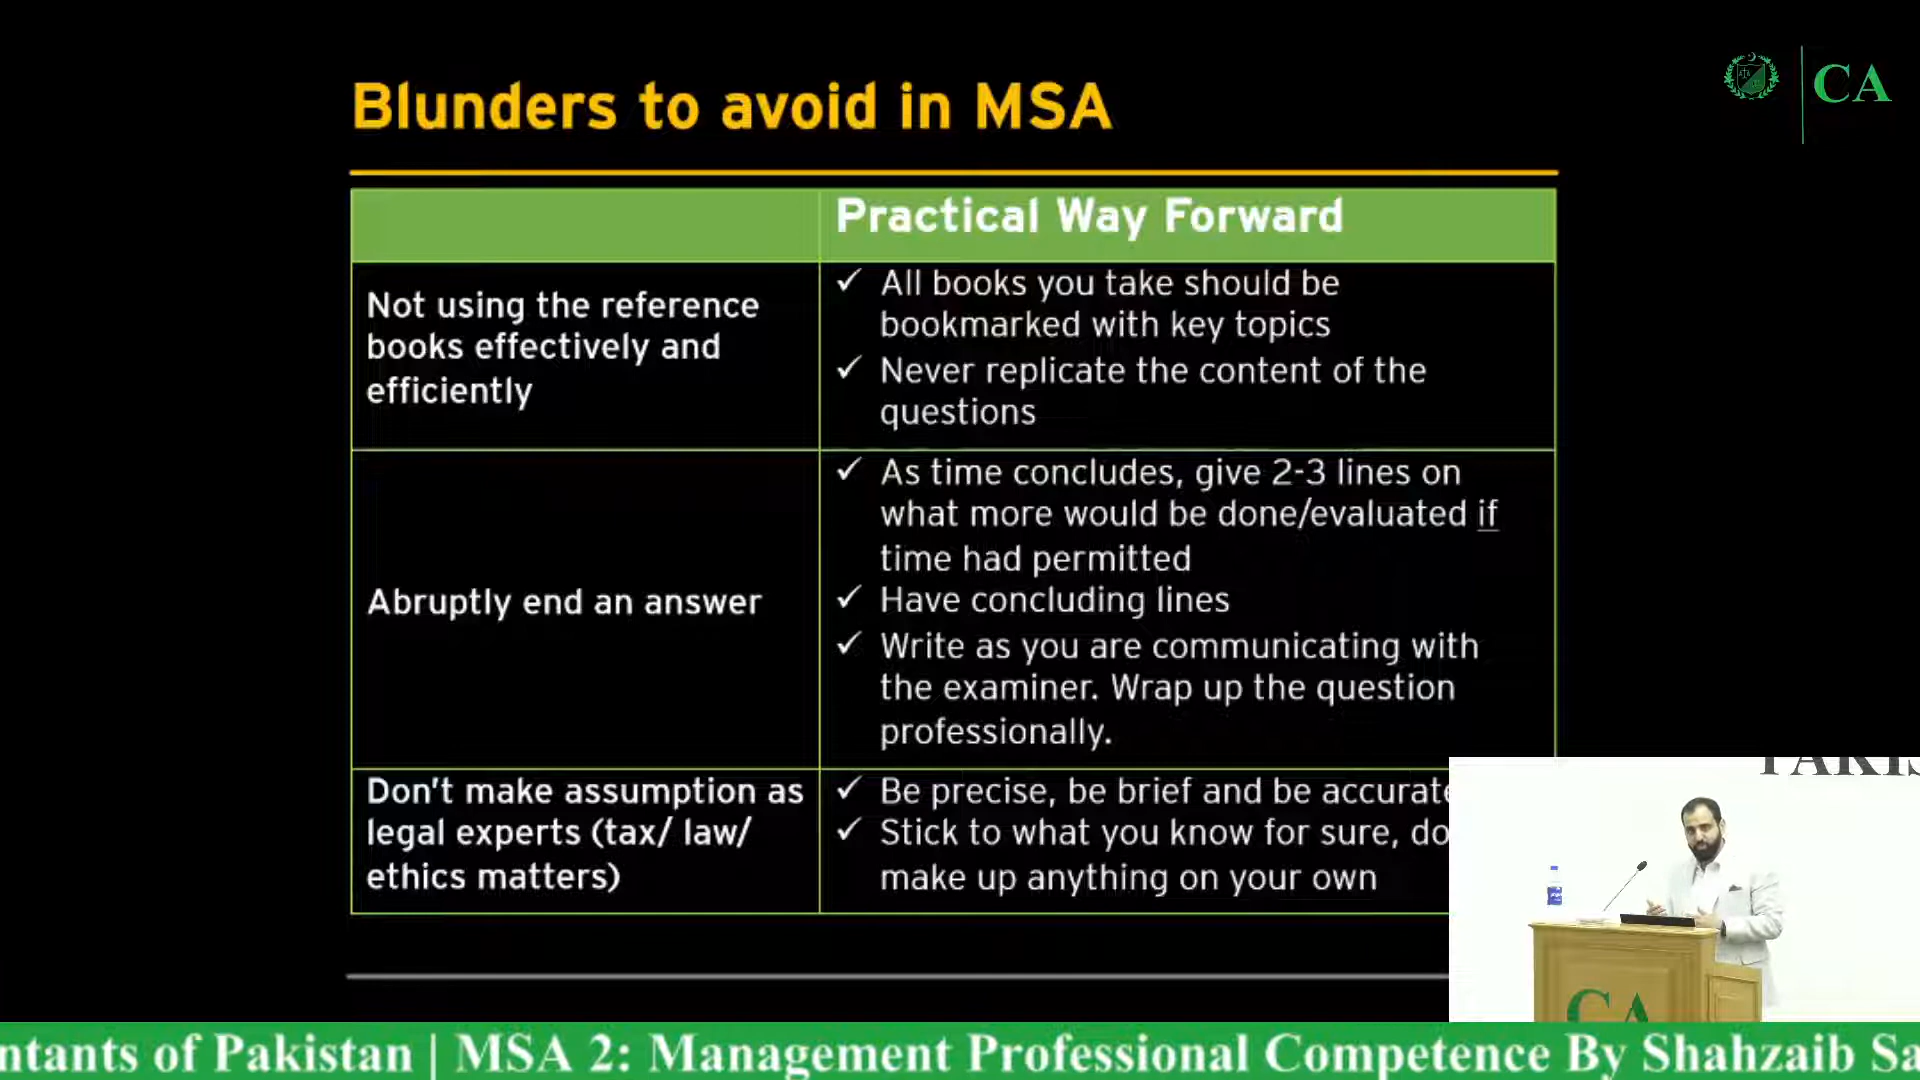 CA
Blunders to avoid in MSA
Practical Way Forward
Not using the reference
books effectively and
efficiently
✓ All books you take should be
bookmarked with key topics
✓ Never replicate the content of the
questions
Abruptly end an answer
✓ As time concludes, give 2-3 lines on
what more would be done/evaluated if
time had permitted
✓ Have concluding lines
✓ Write as you are communicating with
the examiner. Wrap up the question
professionally.
Don't make assumption as
legal experts (tax/ law/
ethics matters)
✓ Be precise, be brief and be accurate
✓ Stick to what you know for sure, do
make up anything on your own
CA
ntants of Pakistan | MSA 2: Management Professional Competence By Shahzaib Sa